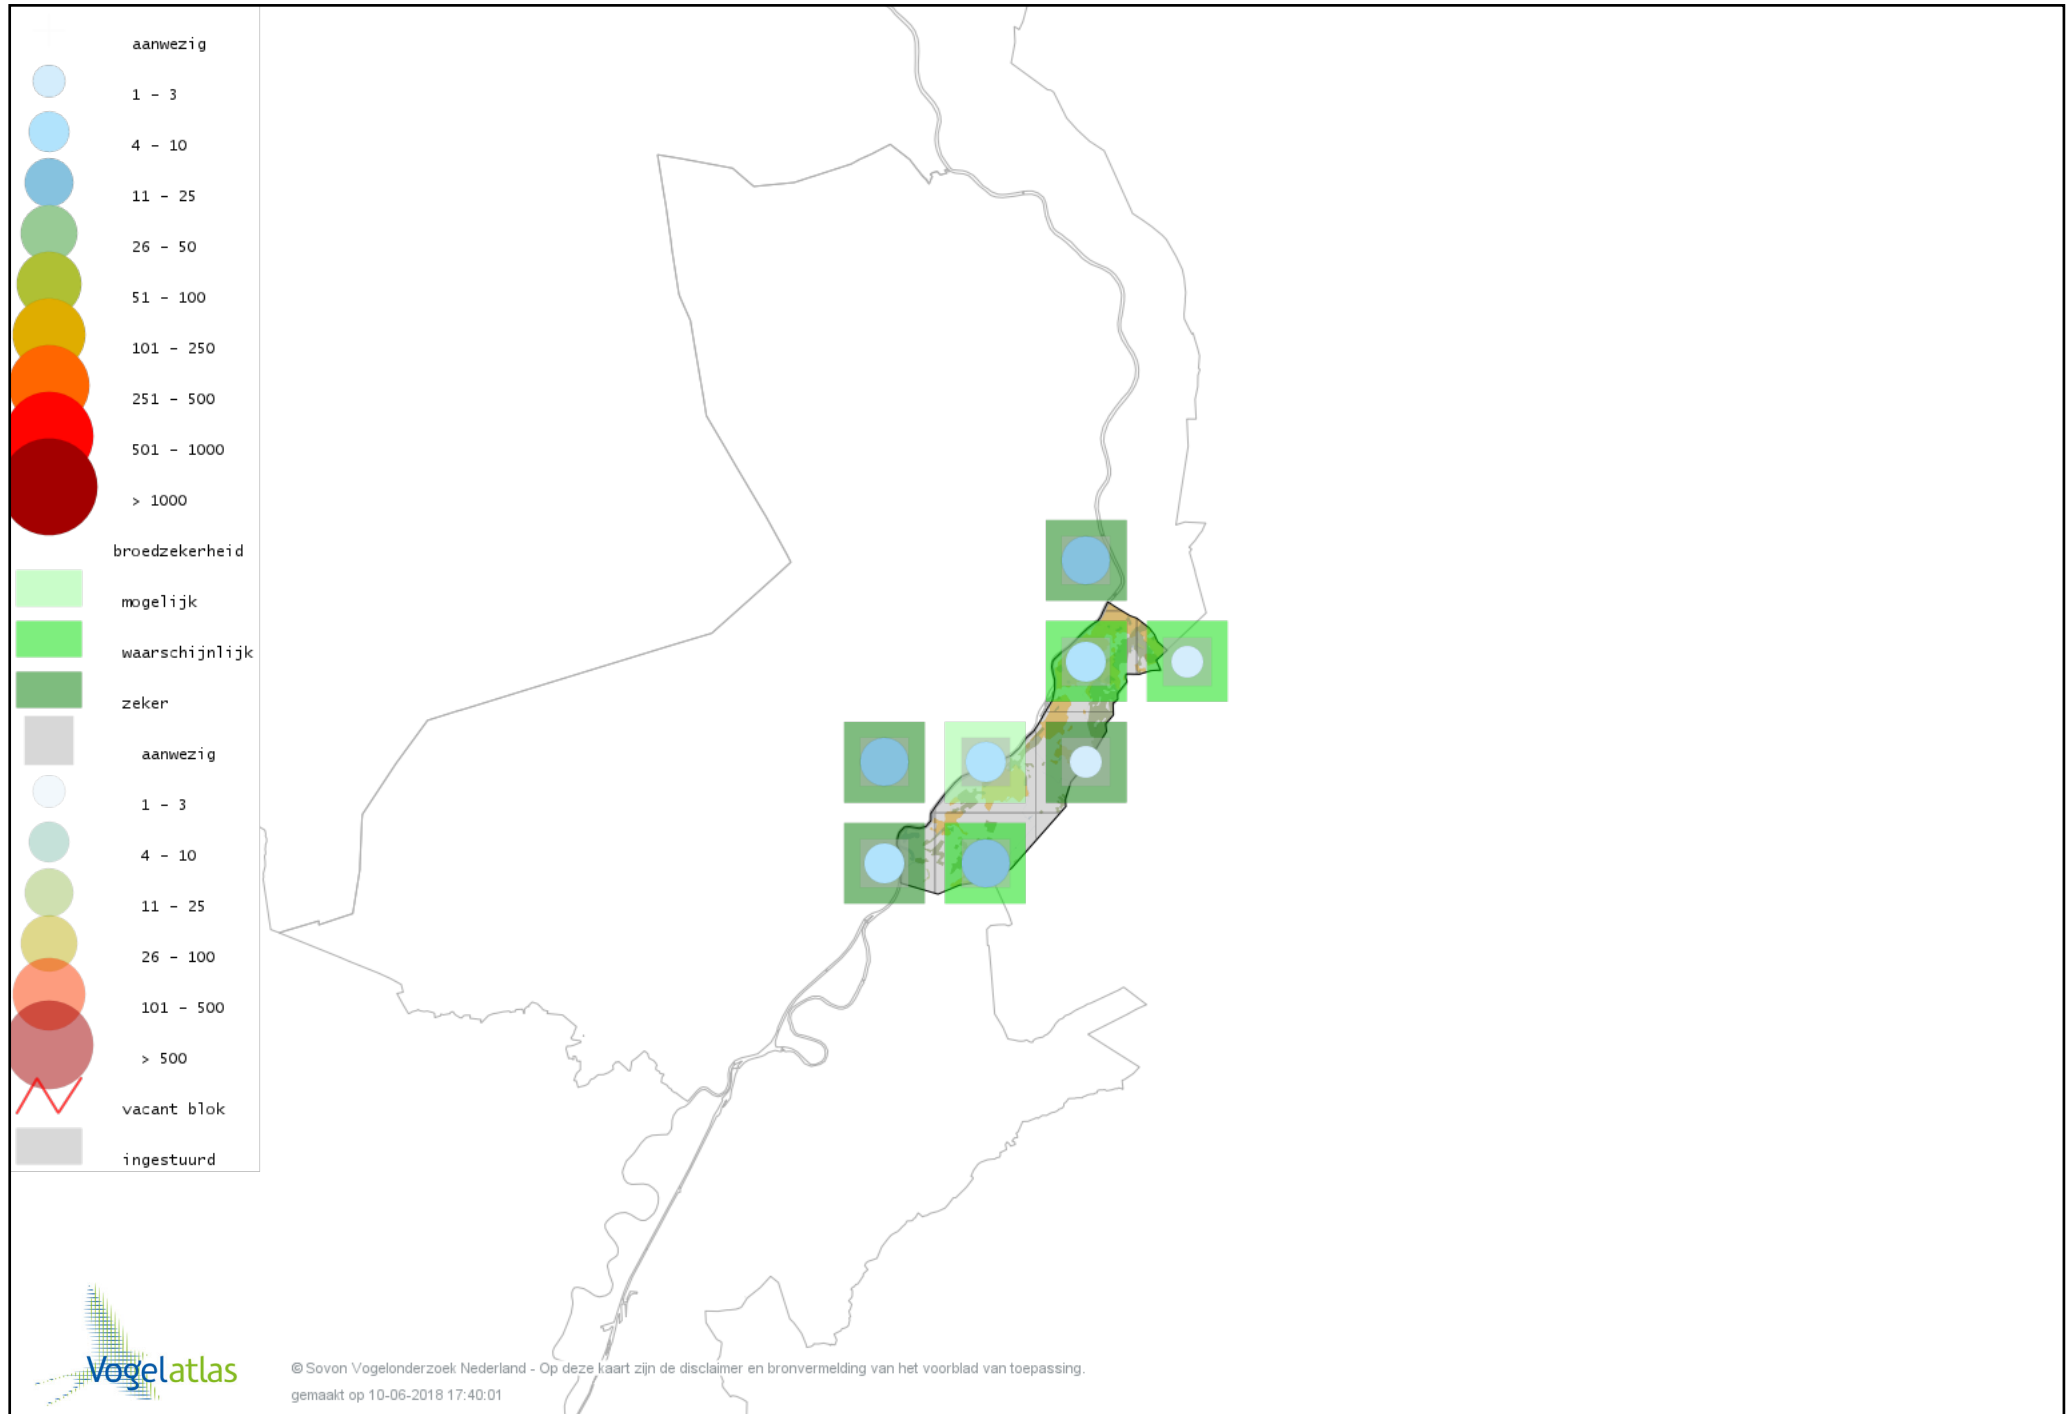 aanwezig
1 – 3
4 – 10
11 – 25
26 – 50
51 – 100
101 – 250
251 – 500
501 – 1000
> 1000
broedzekerheid
mogelijk
waarschijnlijk
zeker
aanwezig
1 – 3
4 – 10
11 – 25
26 – 100
101 – 500
> 500
vacant blok
ingestuurd
Vogelatlas
© Sovon Vogelonderzoek Nederland - Op deze kaart zijn de disclaimer en bronvermelding van het voorblad van toepassing.
gemaakt op 10-06-2018 17:40:01